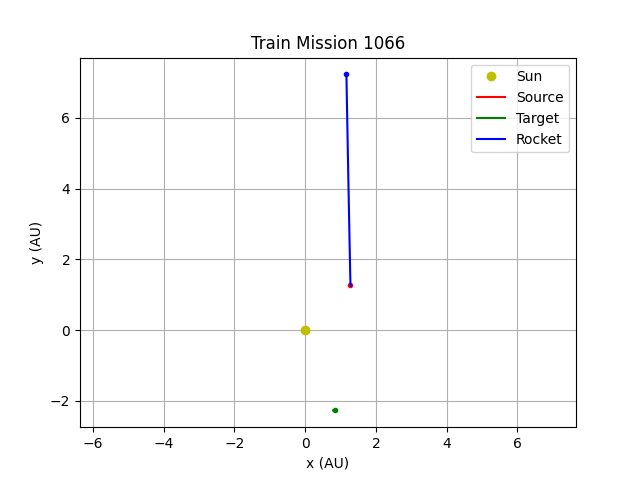 Train Mission 1066
Sun
Source
Target
Rocket
6
4
2
0
−2
y (AU)
−6 −4 −2 0 2 4 6
x (AU)